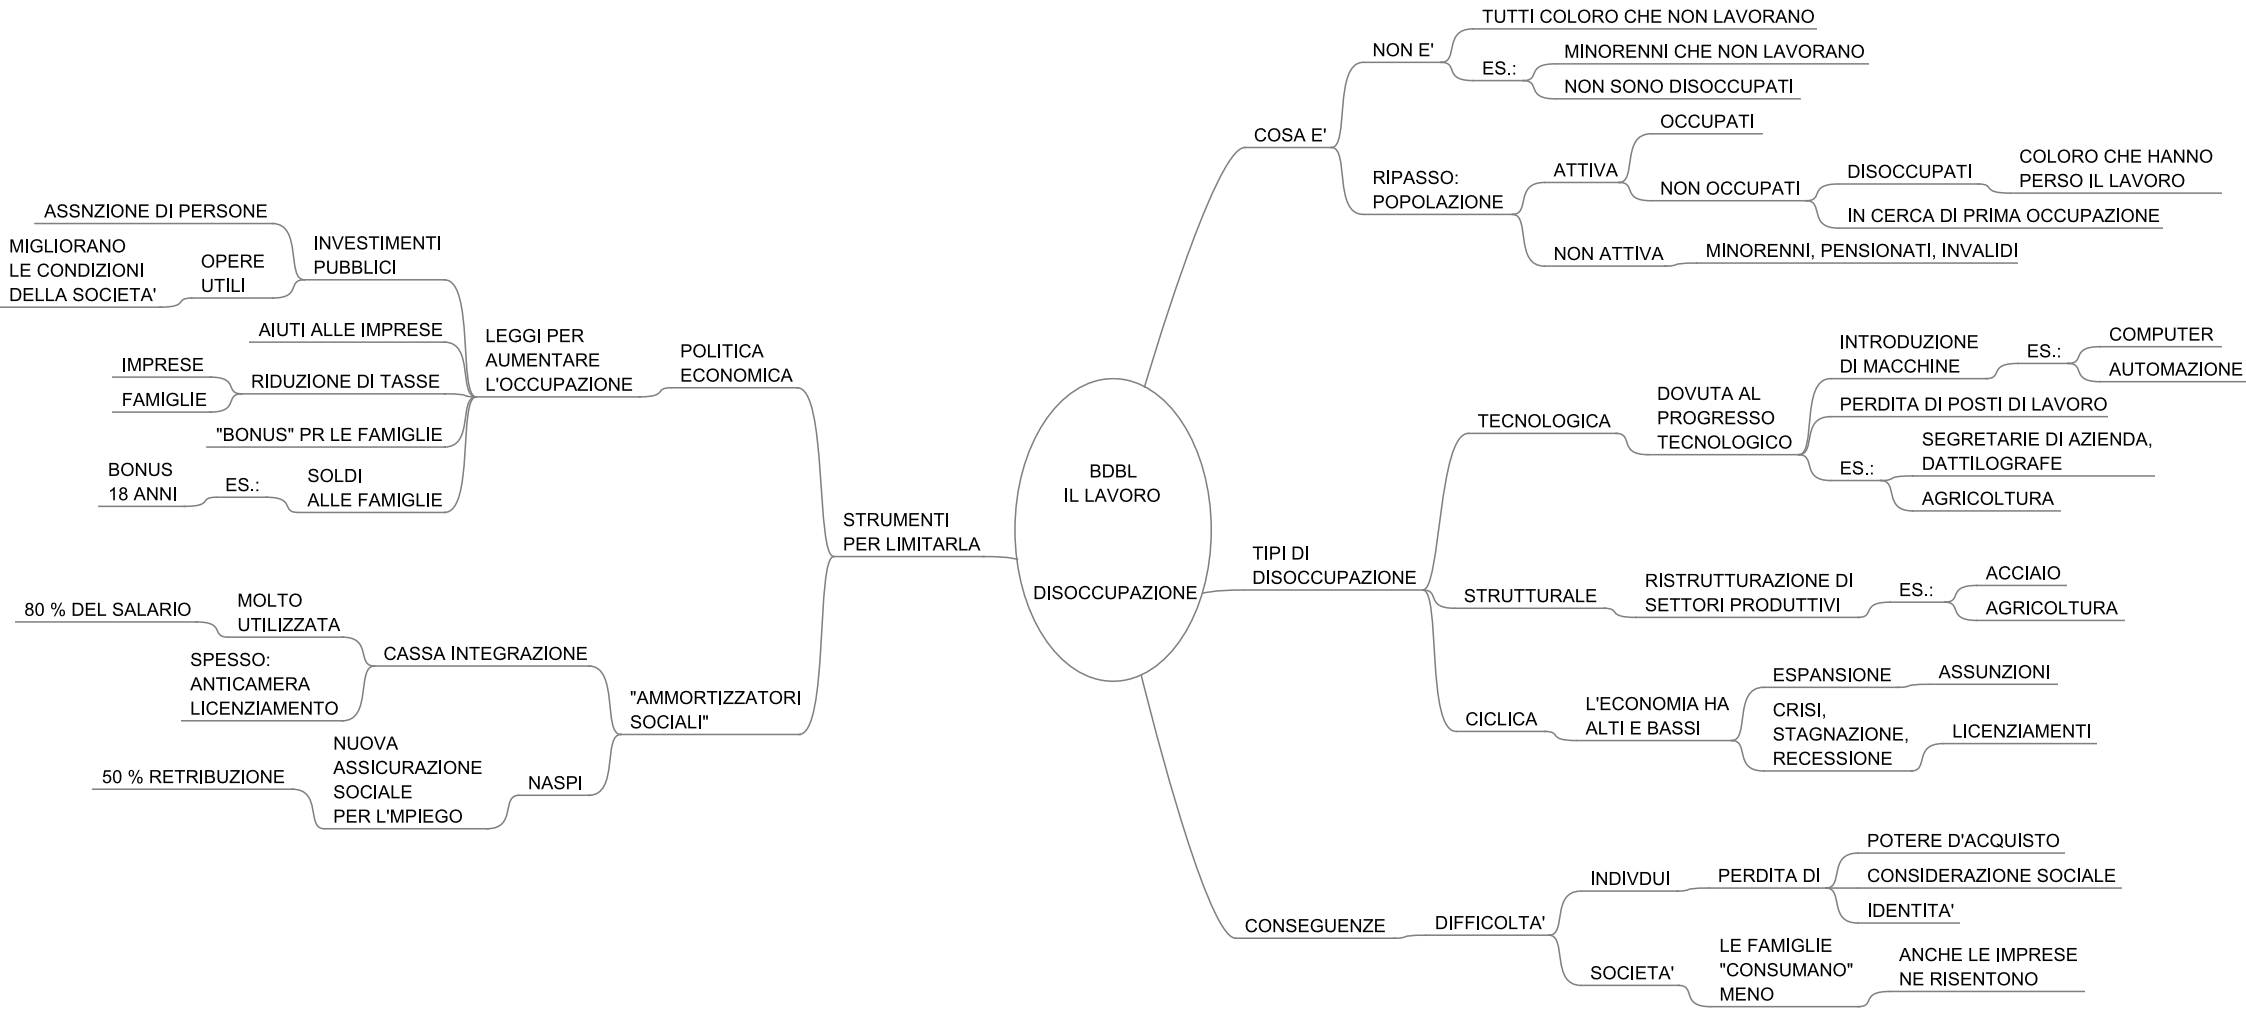 BDBL
IL LAVORO
DISOCCUPAZIONE
COSA E'
NON E'
TUTTI COLORO CHE NON LAVORANO
ES.:
MINORENNI CHE NON LAVORANO
NON SONO DISOCCUPATI
RIPASSO:
POPOLAZIONE
ATTIVA
OCCUPATI
NON OCCUPATI
DISOCCUPATI
COLORO CHE HANNO
PERSO IL LAVORO
IN CERCA DI PRIMA OCCUPAZIONE
NON ATTIVA
MINORENNI, PENSIONATI, INVALIDI
TIPI DI
DISOCCUPAZIONE
TECNOLOGICA
DOVUTA AL
PROGRESSO
TECNOLOGICO
INTRODUZIONE
DI MACCHINE
ES.:
COMPUTER
AUTOMAZIONE
PERDITA DI POSTI DI LAVORO
ES.:
SEGRETARIE DI AZIENDA,
DATTILOGRAFE
AGRICOLTURA
STRUTTURALE
RISTRUTTURAZIONE DI
SETTORI PRODUTTIVI
ES.:
ACCIAIO
AGRICOLTURA
CICLICA
L'ECONOMIA HA
ALTI E BASSI
ESPANSIONE
ASSUNZIONI
CRISI,
STAGNAZIONE,
RECESSIONE
LICENZIAMENTI
CONSEGUENZE
DIFFICOLTA'
INDIVDUI
PERDITA DI
POTERE D'ACQUISTO
CONSIDERAZIONE SOCIALE
IDENTITA'
SOCIETA'
LE FAMIGLIE
"CONSUMANO"
MENO
ANCHE LE IMPRESE
NE RISENTONO
STRUMENTI
PER LIMITARLA
POLITICA
ECONOMICA
LEGGI PER
AUMENTARE
L'OCCUPAZIONE
INVESTIMENTI
PUBBLICI
ASSNZIONE DI PERSONE
OPERE
UTILI
MIGLIORANO
LE CONDIZIONI
DELLA SOCIETA'
AIUTI ALLE IMPRESE
RIDUZIONE DI TASSE
IMPRESE
FAMIGLIE
"BONUS" PR LE FAMIGLIE
SOLDI
ALLE FAMIGLIE
ES.:
BONUS
18 ANNI
"AMMORTIZZATORI
SOCIALI"
CASSA INTEGRAZIONE
MOLTO
UTILIZZATA
80 % DEL SALARIO
SPESSO:
ANTICAMERA
LICENZIAMENTO
NASPI
NUOVA
ASSICURAZIONE
SOCIALE
PER L'MPIEGO
50 % RETRIBUZIONE